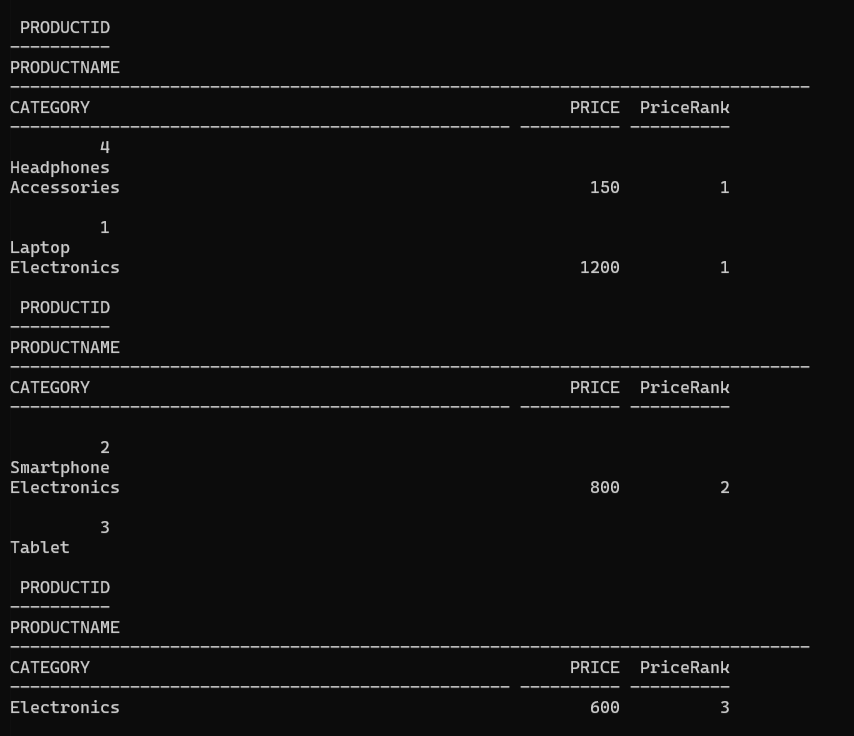 PRODUCTID
----------
PRODUCTNAME
--------------------------------------------------------------------------------
CATEGORY                                                PRICE  PriceRank
-------------------------------------------------- ---------- ----------
         4
Headphones
Accessories                                               150          1
         1
Laptop
Electronics                                              1200          1
 PRODUCTID
----------
PRODUCTNAME
--------------------------------------------------------------------------------
CATEGORY                                                PRICE  PriceRank
-------------------------------------------------- ---------- ----------
         2
Smartphone
Electronics                                               800          2
         3
Tablet
 PRODUCTID
----------
PRODUCTNAME
--------------------------------------------------------------------------------
CATEGORY                                                PRICE  PriceRank
-------------------------------------------------- ---------- ----------
Electronics                                               600          3